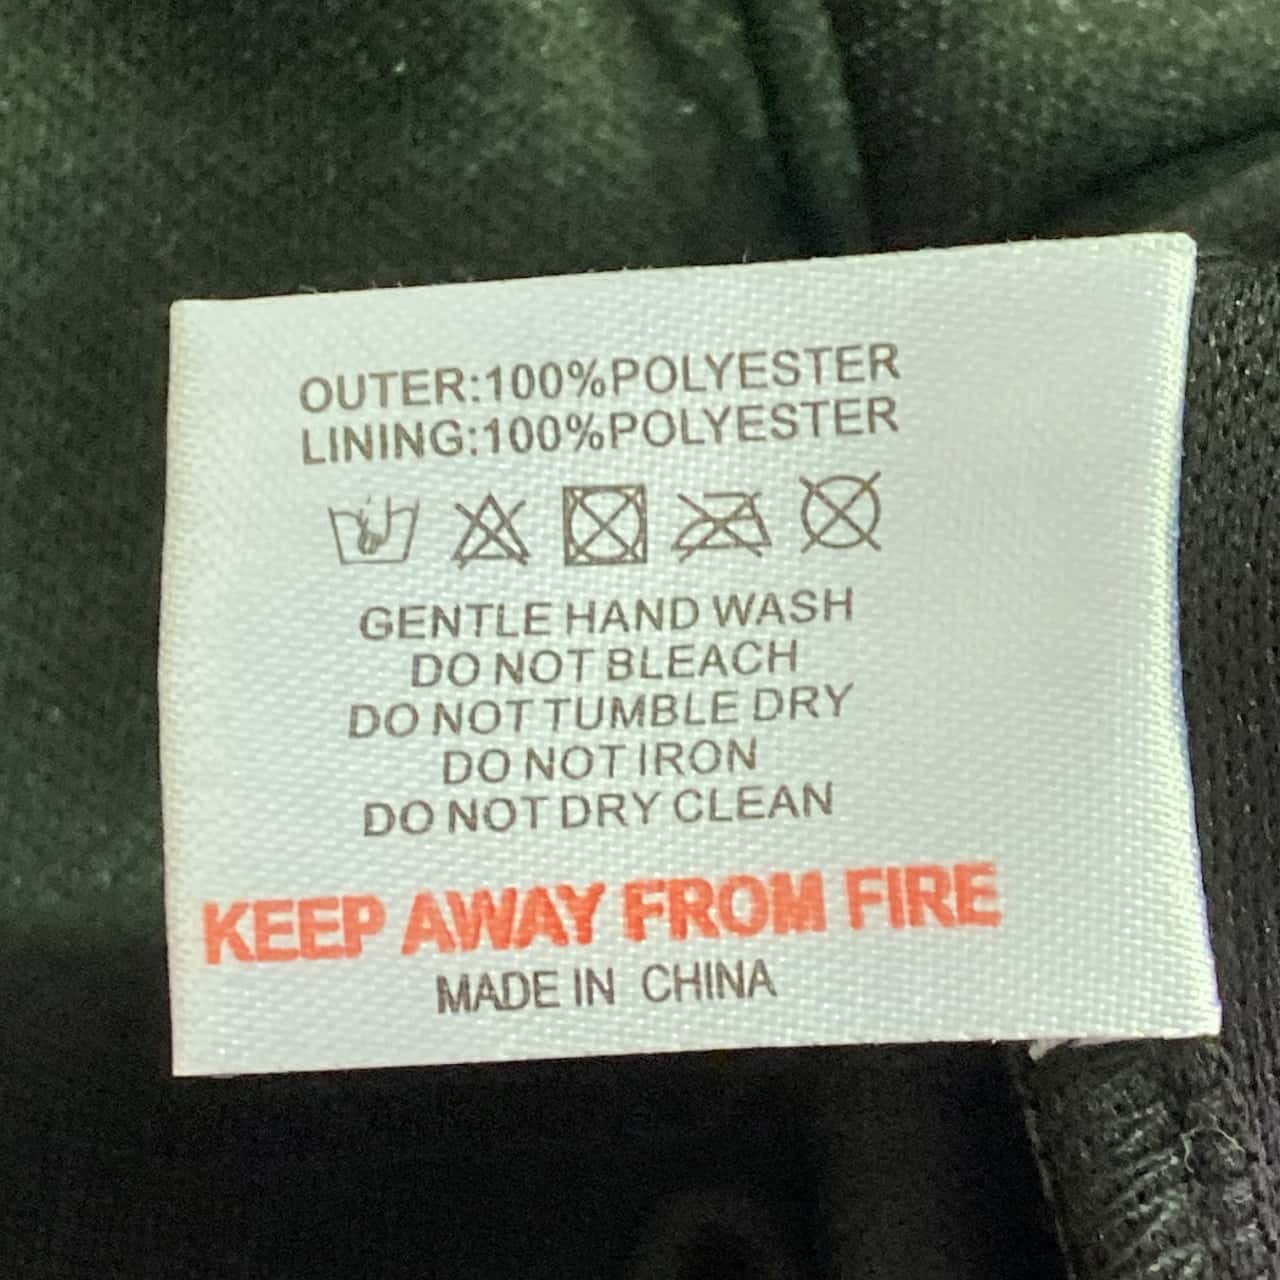 OUTER:100%POLYESTER
LINING:100%POLYESTER
GENTLE HAND WASH
DO NOT BLEACH
DO NOT TUMBLE DRY
DO NOT IRON
DO NOT DRY CLEAN
KEEP AWAY FROM FIRE
MADE IN CHINA